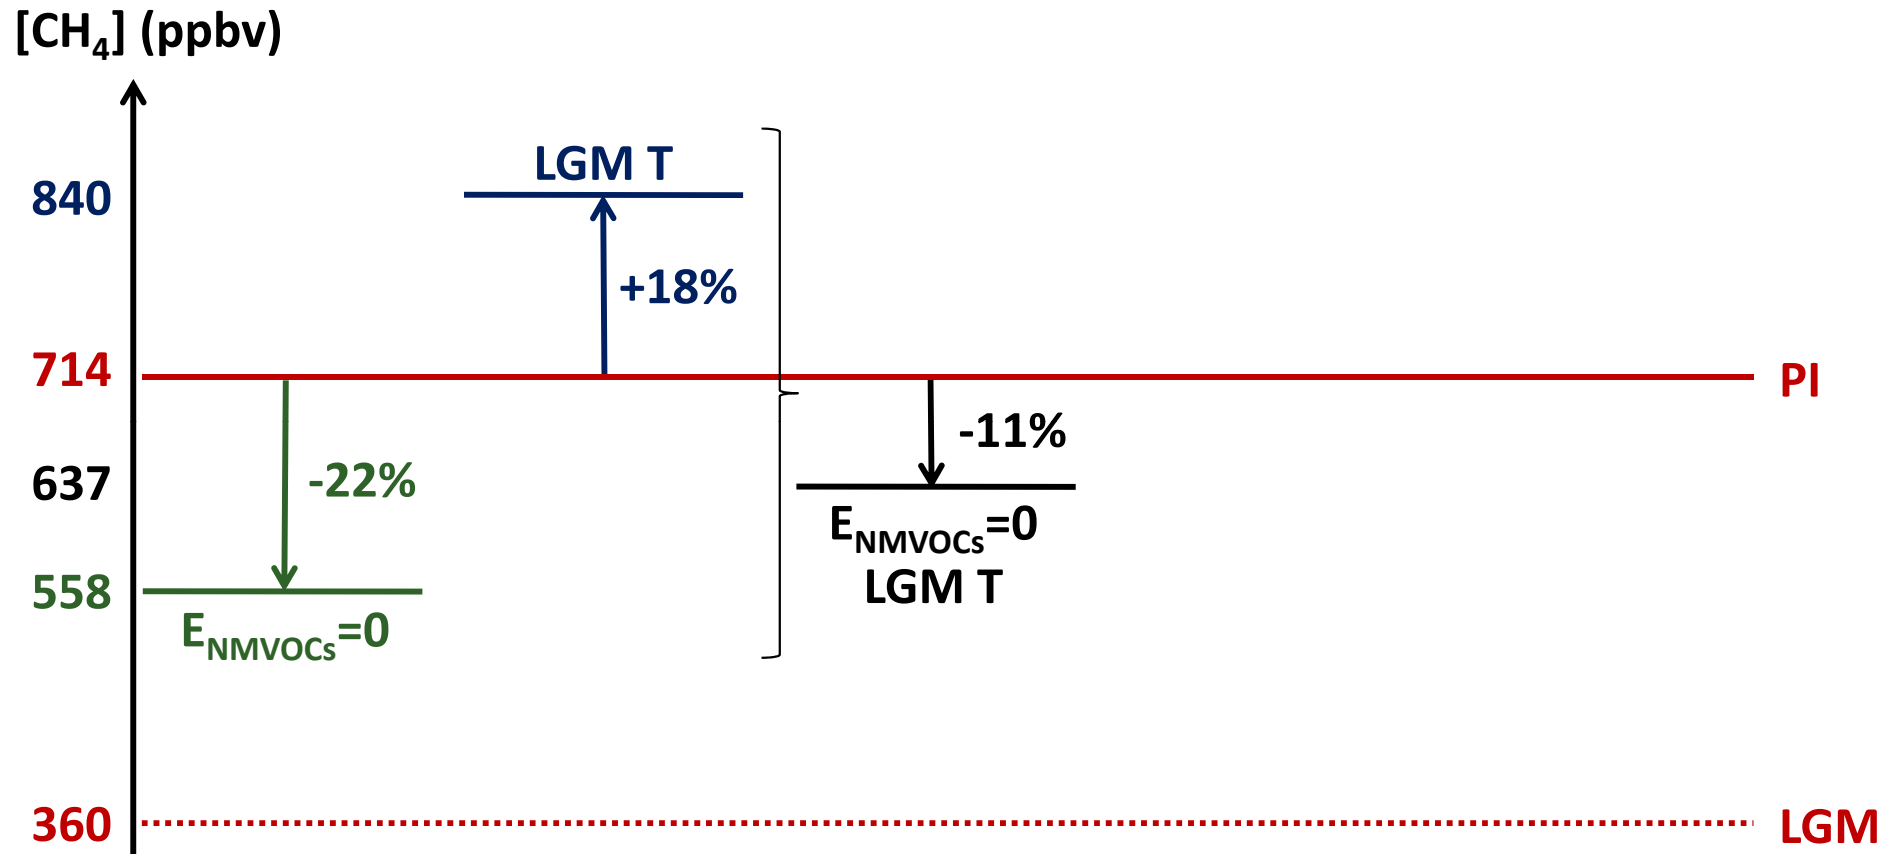 [CH4] (ppbv)
LGM T
840
+18%
714
PI
-11%
637
-22%
ENMVOCs=0
LGM T
558
ENMVOCs=0
360
LGM